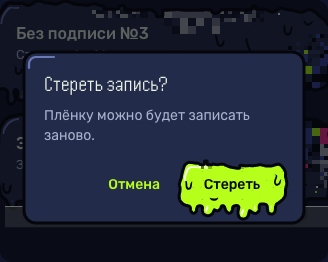 Без подписи №3
Стереть запись?
Плёнку можно будет записать
заново.
Отмена
Стереть